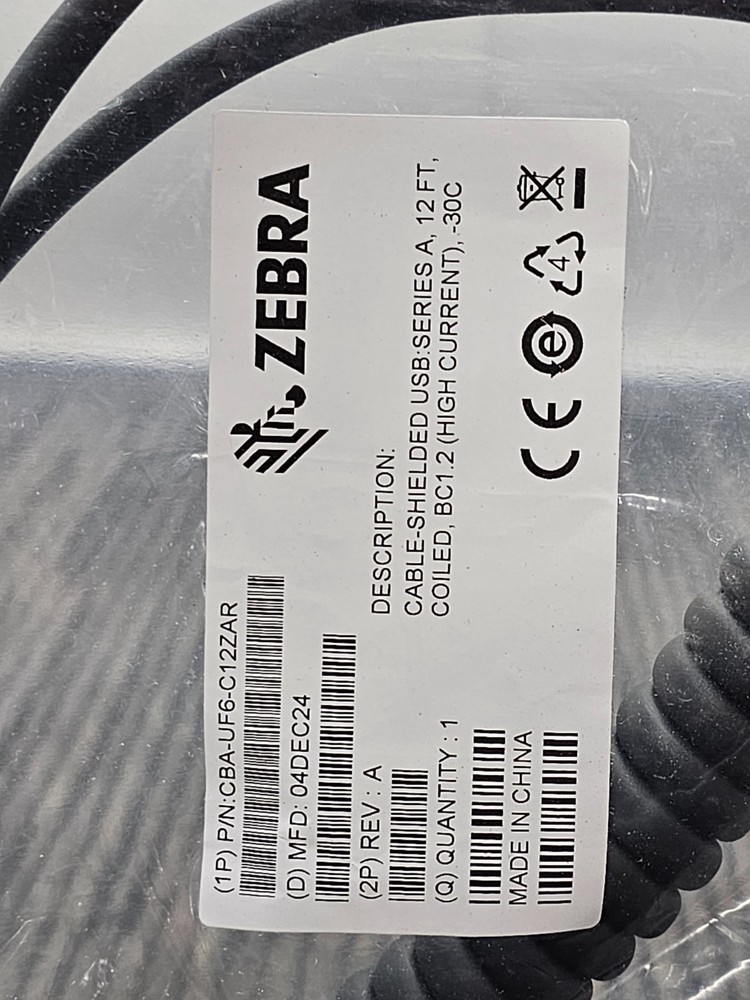 ZEBRA
(1P) P/N:CBA-UF6-C12ZAR
(D) MFD: 04DEC24
(2P) REV : A
(Q) QUANTITY : 1
MADE IN CHINA
DESCRIPTION:
CABLE-SHIELDED USB:SERIES A, 12 FT,
COILED, BC1.2 (HIGH CURRENT), -30C
CE e 4